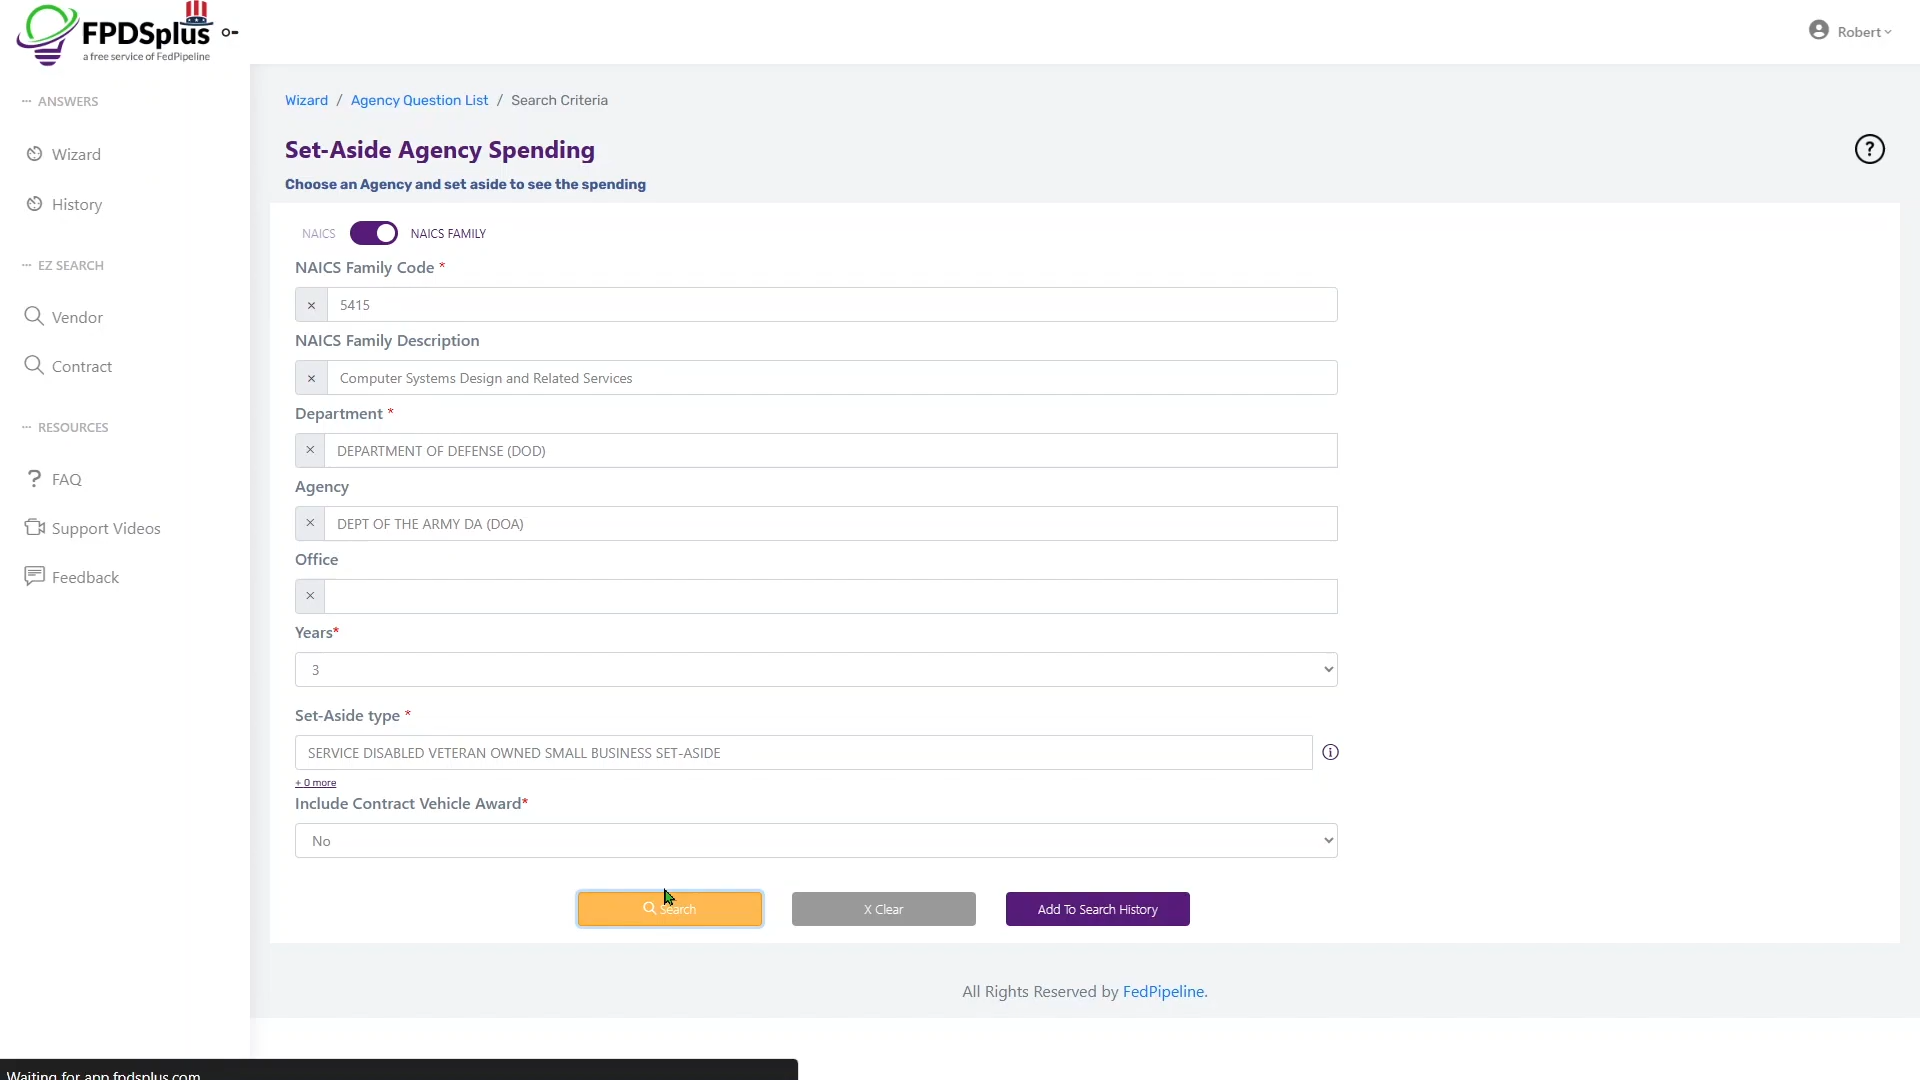 FPDSplus
a free service of FedPipeline
Robert
ANSWERS
Wizard
History
EZ SEARCH
Vendor
Contract
RESOURCES
FAQ
Support Videos
Feedback
Wizard / Agency Question List / Search Criteria
Set-Aside Agency Spending
?
Choose an Agency and set aside to see the spending
NAICS NAICS FAMILY
NAICS Family Code *
× 5415
NAICS Family Description
× Computer Systems Design and Related Services
Department *
× DEPARTMENT OF DEFENSE (DOD)
Agency
× DEPT OF THE ARMY DA (DOA)
Office
×
Years*
3
Set-Aside type *
SERVICE DISABLED VETERAN OWNED SMALL BUSINESS SET-ASIDE
+ 0 more
Include Contract Vehicle Award*
No
Search
X Clear
Add To Search History
All Rights Reserved by FedPipeline.
Waiting for app.fpdsplus.com